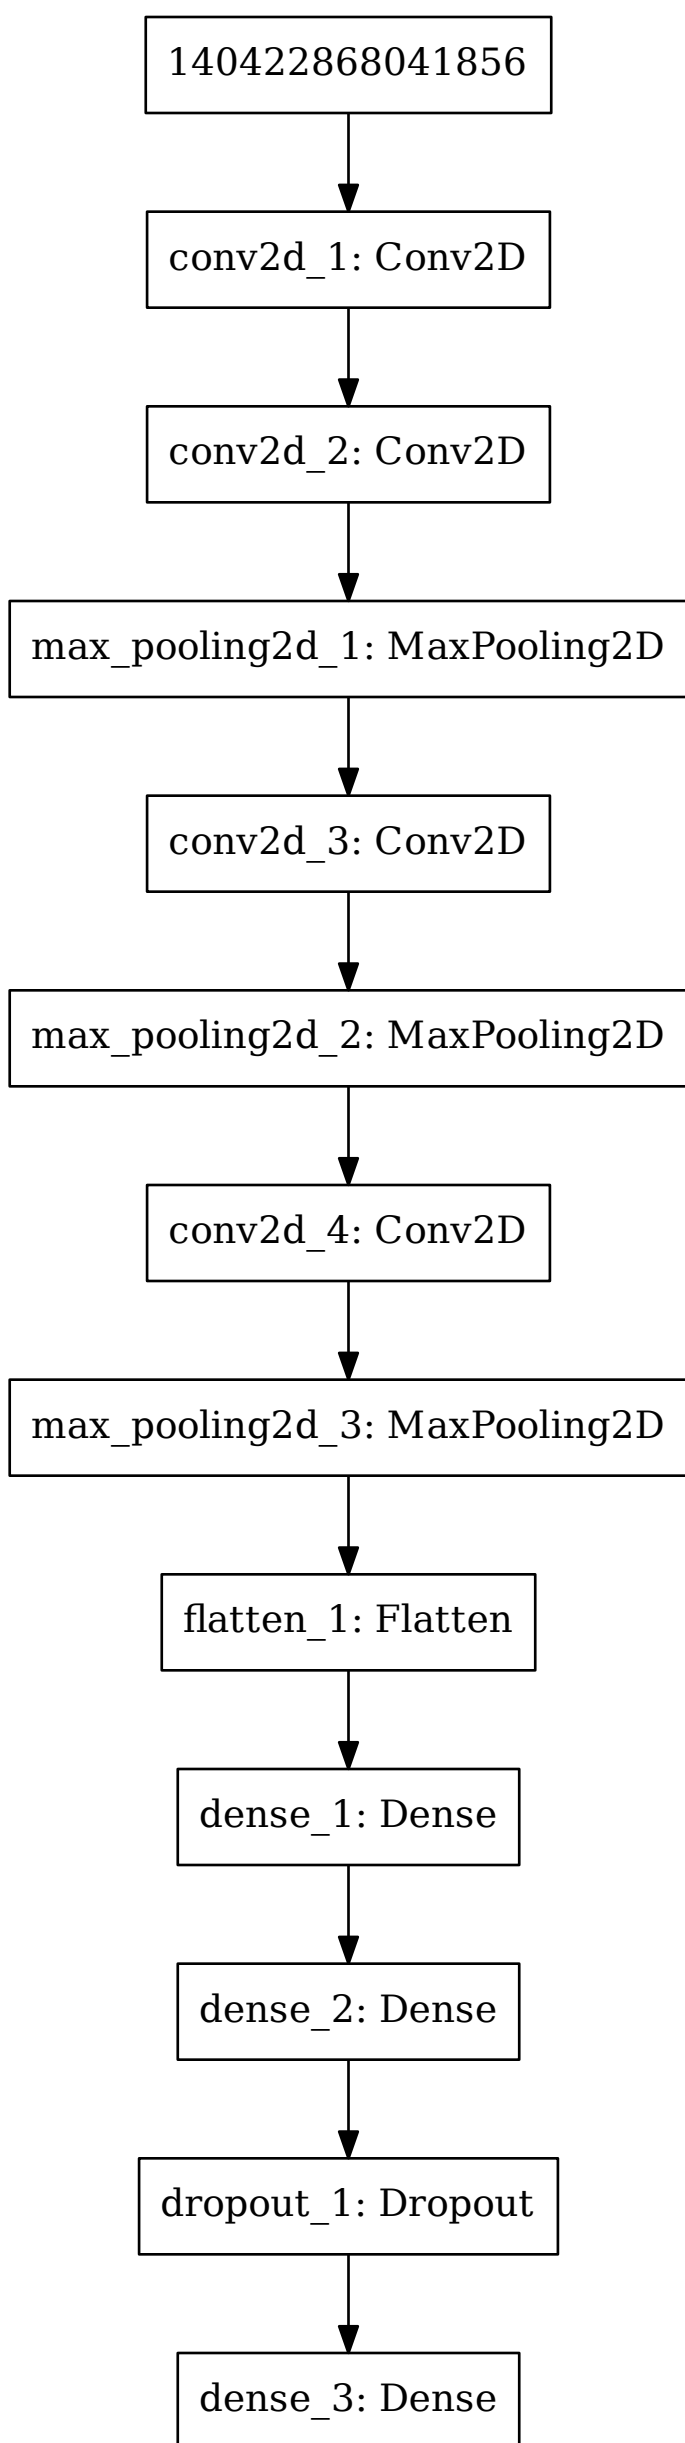 140422868041856
conv2d_1: Conv2D
conv2d_2: Conv2D
max_pooling2d_1: MaxPooling2D
conv2d_3: Conv2D
max_pooling2d_2: MaxPooling2D
conv2d_4: Conv2D
max_pooling2d_3: MaxPooling2D
flatten_1: Flatten
dense_1: Dense
dense_2: Dense
dropout_1: Dropout
dense_3: Dense